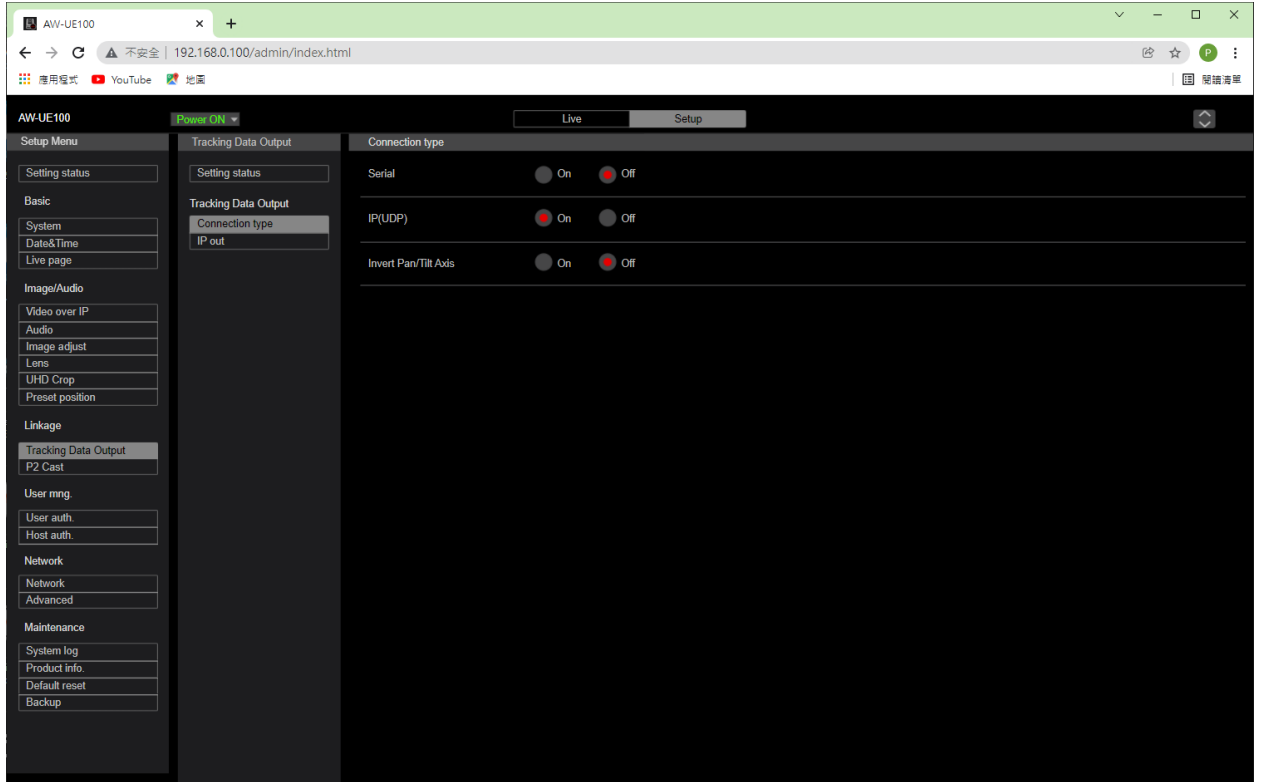 AW-UE100
不安全 | 192.168.0.100/admin/index.html
P
應用程式 YouTube 地圖 閱讀清單
AW-UE100 Power ON Live Setup
Setup Menu
Setting status
Basic
System
Date&Time
Live page
Image/Audio
Video over IP
Audio
Image adjust
Lens
UHD Crop
Preset position
Linkage
Tracking Data Output
P2 Cast
User mng.
User auth.
Host auth.
Network
Network
Advanced
Maintenance
System log
Product info.
Default reset
Backup
Tracking Data Output
Setting status
Tracking Data Output
Connection type
IP out
Connection type
Serial On Off
IP(UDP) On Off
Invert Pan/Tilt Axis On Off